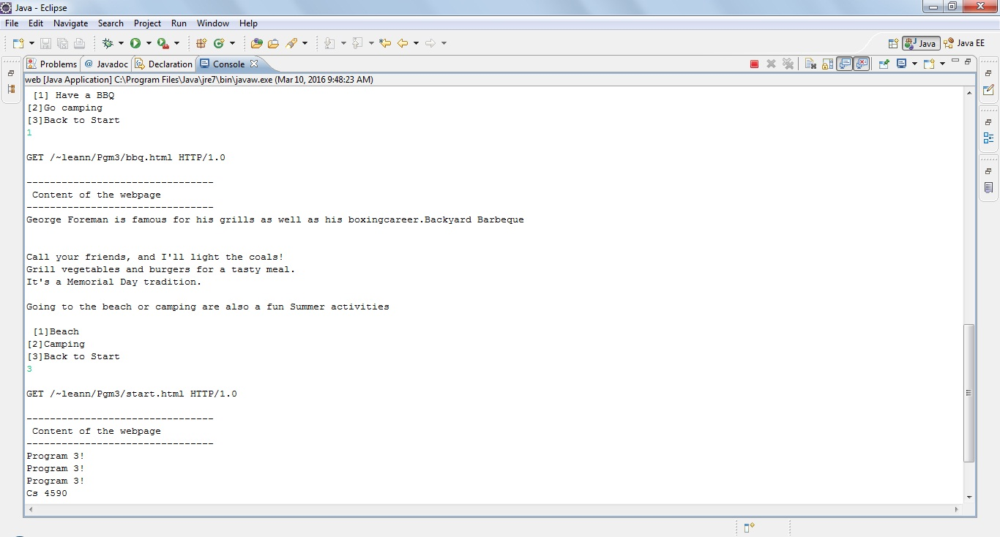 Java - Eclipse
File Edit Navigate Search Project Run Window Help
Java Java EE
Problems @ Javadoc Declaration Console
web [Java Application] C:\Program Files\Java\jre7\bin\javaw.exe (Mar 10, 2016 9:48:23 AM)
[1] Have a BBQ
[2]Go camping
[3]Back to Start
1
GET /~leann/Pgm3/bbq.html HTTP/1.0
--------------------------------
Content of the webpage
--------------------------------
George Foreman is famous for his grills as well as his boxingcareer.Backyard Barbeque
Call your friends, and I'll light the coals!
Grill vegetables and burgers for a tasty meal.
It's a Memorial Day tradition.
Going to the beach or camping are also a fun Summer activities
[1]Beach
[2]Camping
[3]Back to Start
3
GET /~leann/Pgm3/start.html HTTP/1.0
--------------------------------
Content of the webpage
--------------------------------
Program 3!
Program 3!
Program 3!
Cs 4590